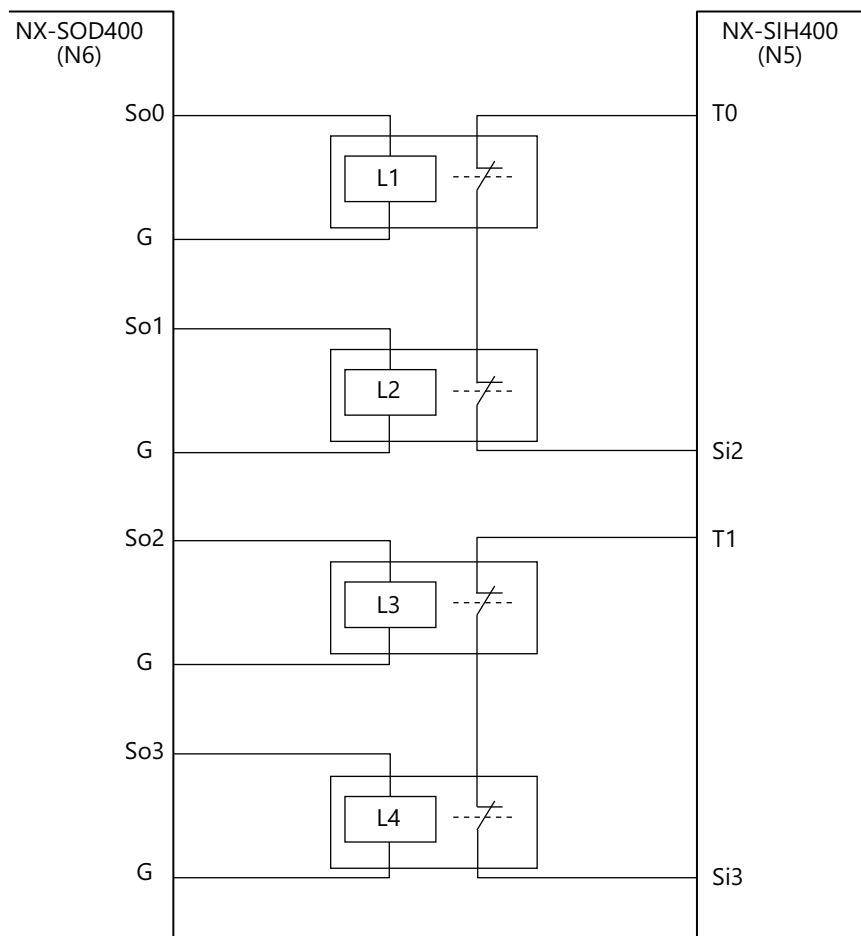 NX-SOD400
(N6)
NX-SIH400
(N5)
So0
T0
L1
G
So1
L2
G
Si2
So2
T1
L3
G
So3
L4
G
Si3